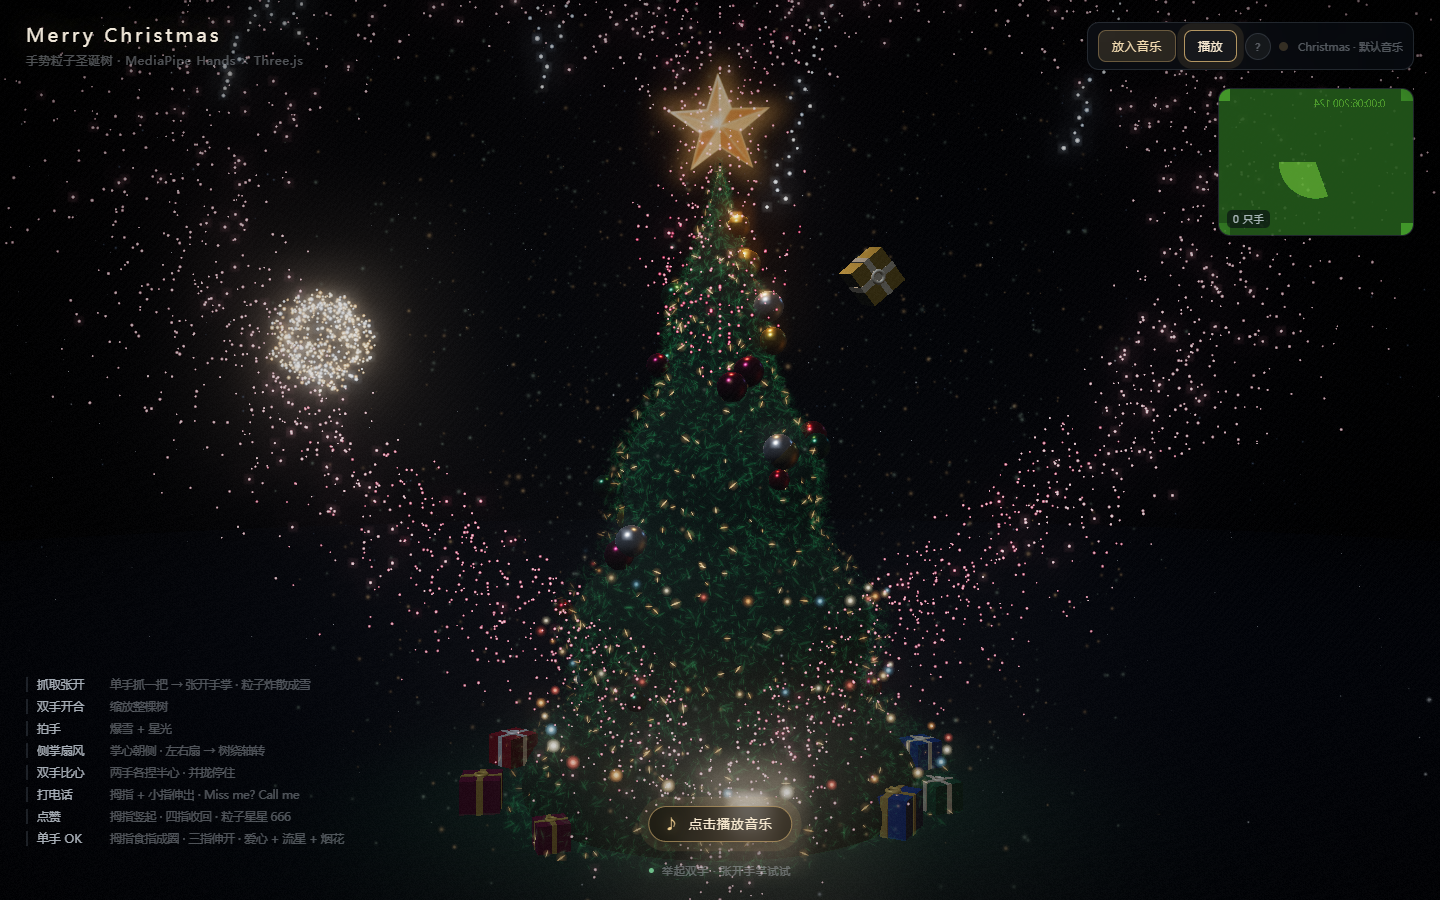 Merry Christmas
手势粒子圣诞树 · MediaPipe Hands × Three.js
放入音乐
播放
?
Christmas · 默认音乐
0 只手
抓取张开 单手抓一把 → 张开手掌 · 粒子炸散成雪
双手开合 缩放整棵树
拍手 爆雪 + 星光
侧掌扇风 掌心朝侧 · 左右扇 → 树绕轴转
双手比心 两手各捏半心 · 并拢停住
打电话 拇指 + 小指伸出 · Miss me? Call me
点赞 拇指竖起 · 四指收回 · 粒子星星 666
单手 OK 拇指食指成圈 · 三指伸开 · 爱心 + 流星 + 烟花
♪ 点击播放音乐
举起双手 · 张开手掌试试